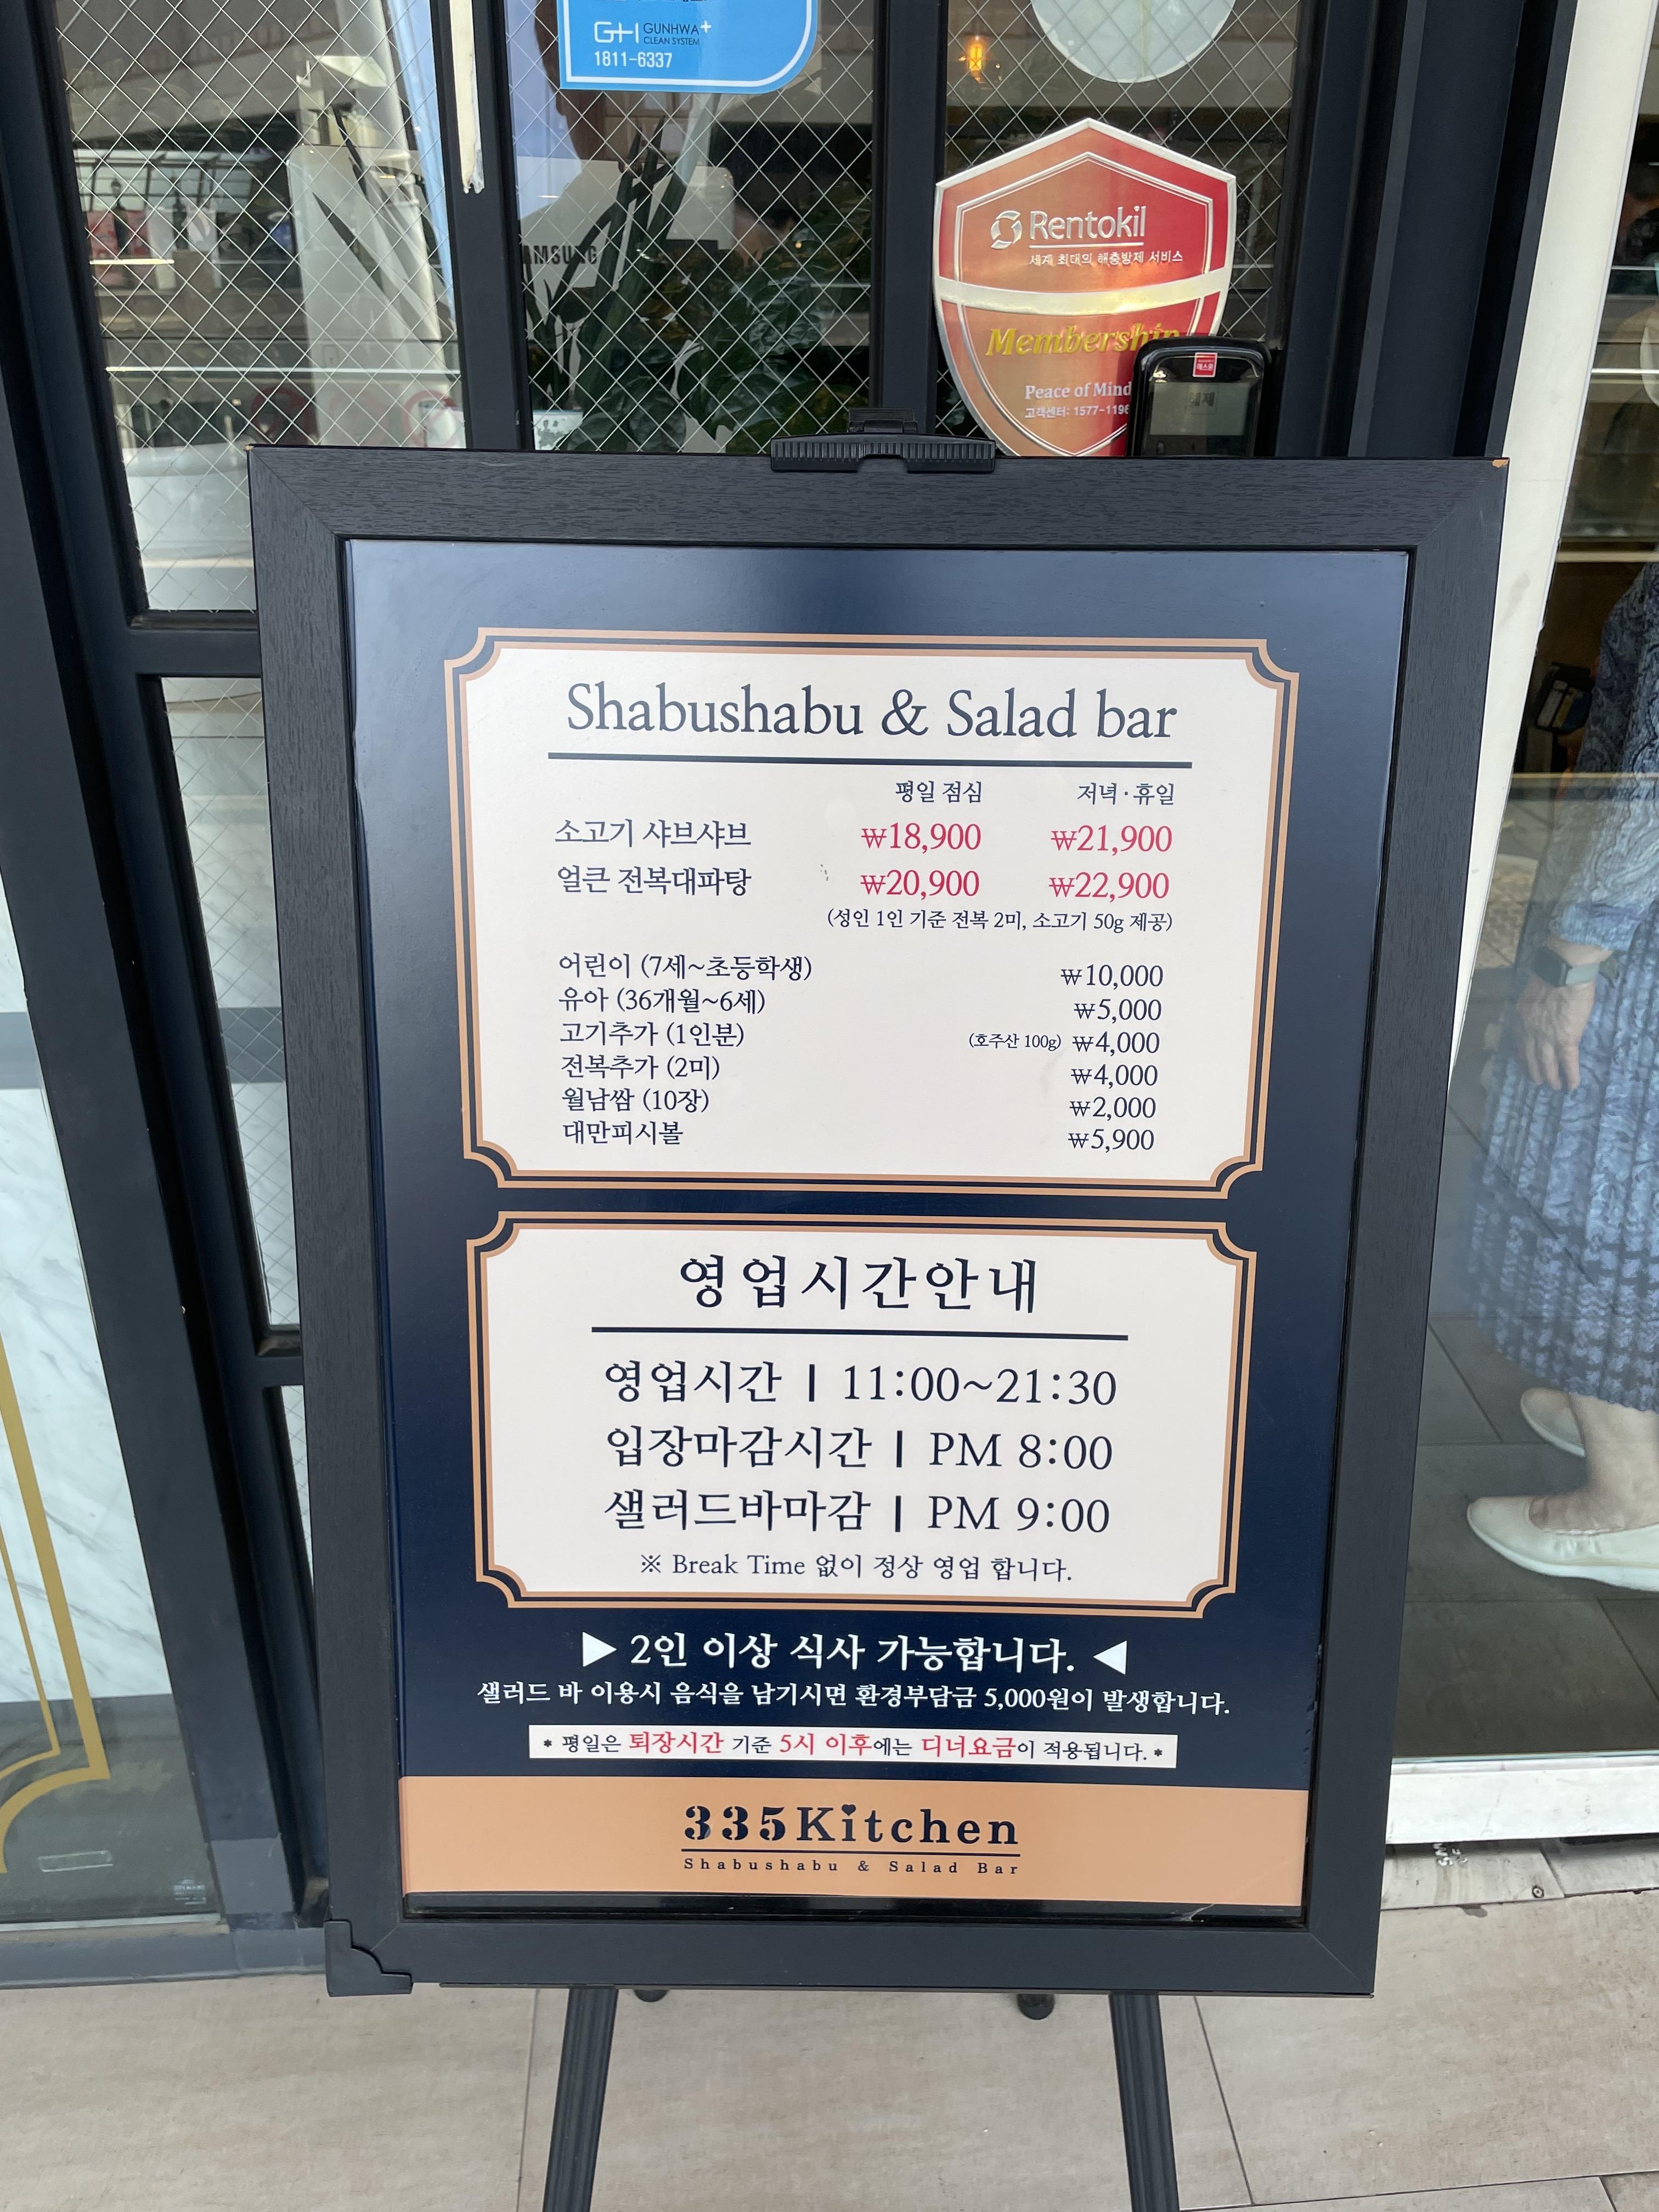 GH GUNHWA+
CLEAN SYSTEM
1811-6337
SAMSUNG
Rentokil
세계 최대의 해충방제 서비스
Membership
Peace of Mind
고객센터: 1577-1196
Shabushabu & Salad bar
평일 점심 저녁·휴일
소고기 샤브샤브 ₩18,900 ₩21,900
얼큰 전복대파탕 ₩20,900 ₩22,900
(성인 1인 기준 전복 2미, 소고기 50g 제공)
어린이 (7세~초등학생) ₩10,000
유아 (36개월~6세) ₩5,000
고기추가 (1인분) (호주산 100g) ₩4,000
전복추가 (2미) ₩4,000
월남쌈 (10장) ₩2,000
대만피시볼 ₩5,900
영업시간안내
영업시간 | 11:00~21:30
입장마감시간 | PM 8:00
샐러드바마감 | PM 9:00
※ Break Time 없이 정상 영업 합니다.
▶ 2인 이상 식사 가능합니다. ◀
샐러드 바 이용시 음식을 남기시면 환경부담금 5,000원이 발생합니다.
* 평일은 퇴장시간 기준 5시 이후에는 디너요금이 적용됩니다. *
335Kitchen
Shabushabu & Salad Bar